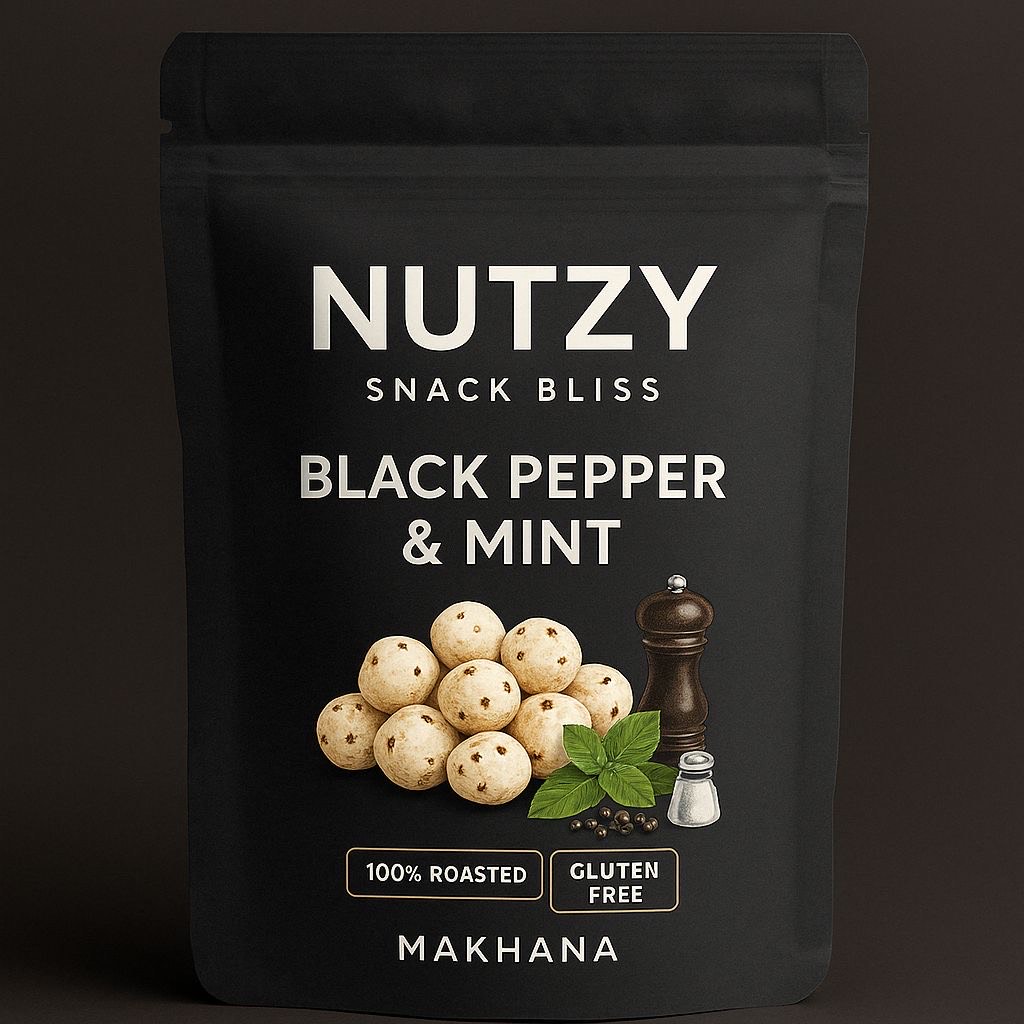 NUTZY
SNACK BLISS
BLACK PEPPER
& MINT
100% ROASTED
GLUTEN
FREE
MAKHANA